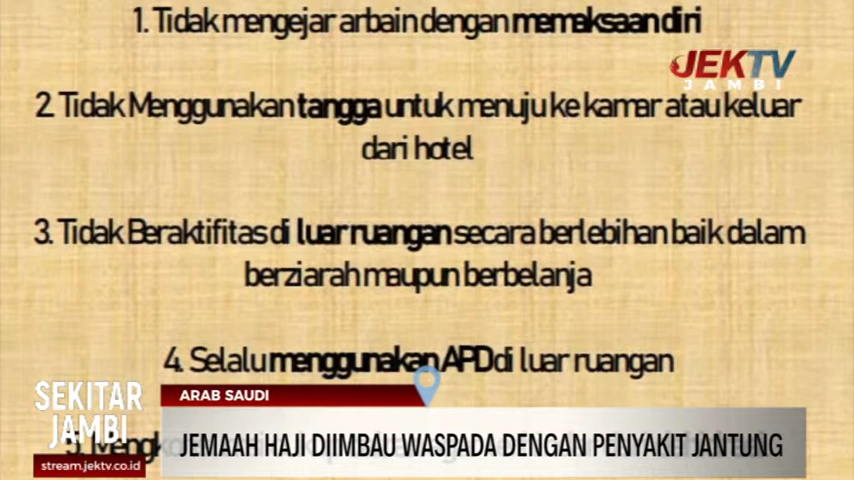 1. Tidak mengejar arbain dengan memaksaan diri
JEKTV
JAMBI
2. Tidak Menggunakan tangga untuk menuju ke kamar atau keluar
dari hotel
3. Tidak Beraktifitas di luar ruangan secara berlebihan baik dalam
berziarah maupun berbelanja
4. Selalu menggunakan APD di luar ruangan
SEKITAR
JAMBI
stream.jektv.co.id
ARAB SAUDI
JEMAAH HAJI DIIMBAU WASPADA DENGAN PENYAKIT JANTUNG